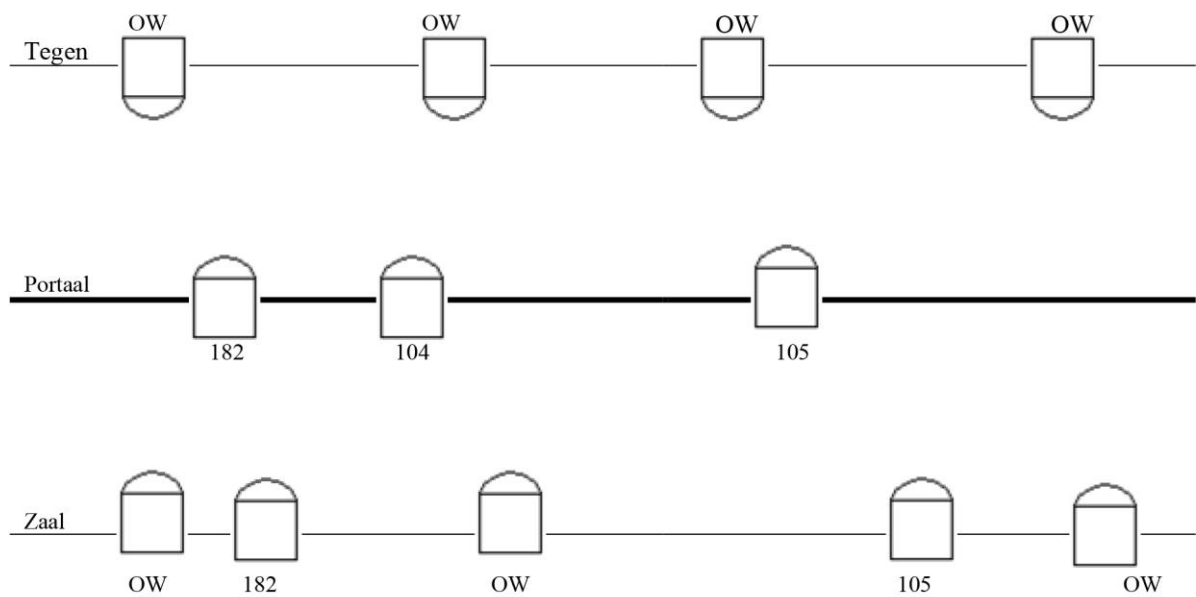 OW OW OW OW
Tegen
Portaal
182 104 105
Zaal
OW 182 OW 105 OW